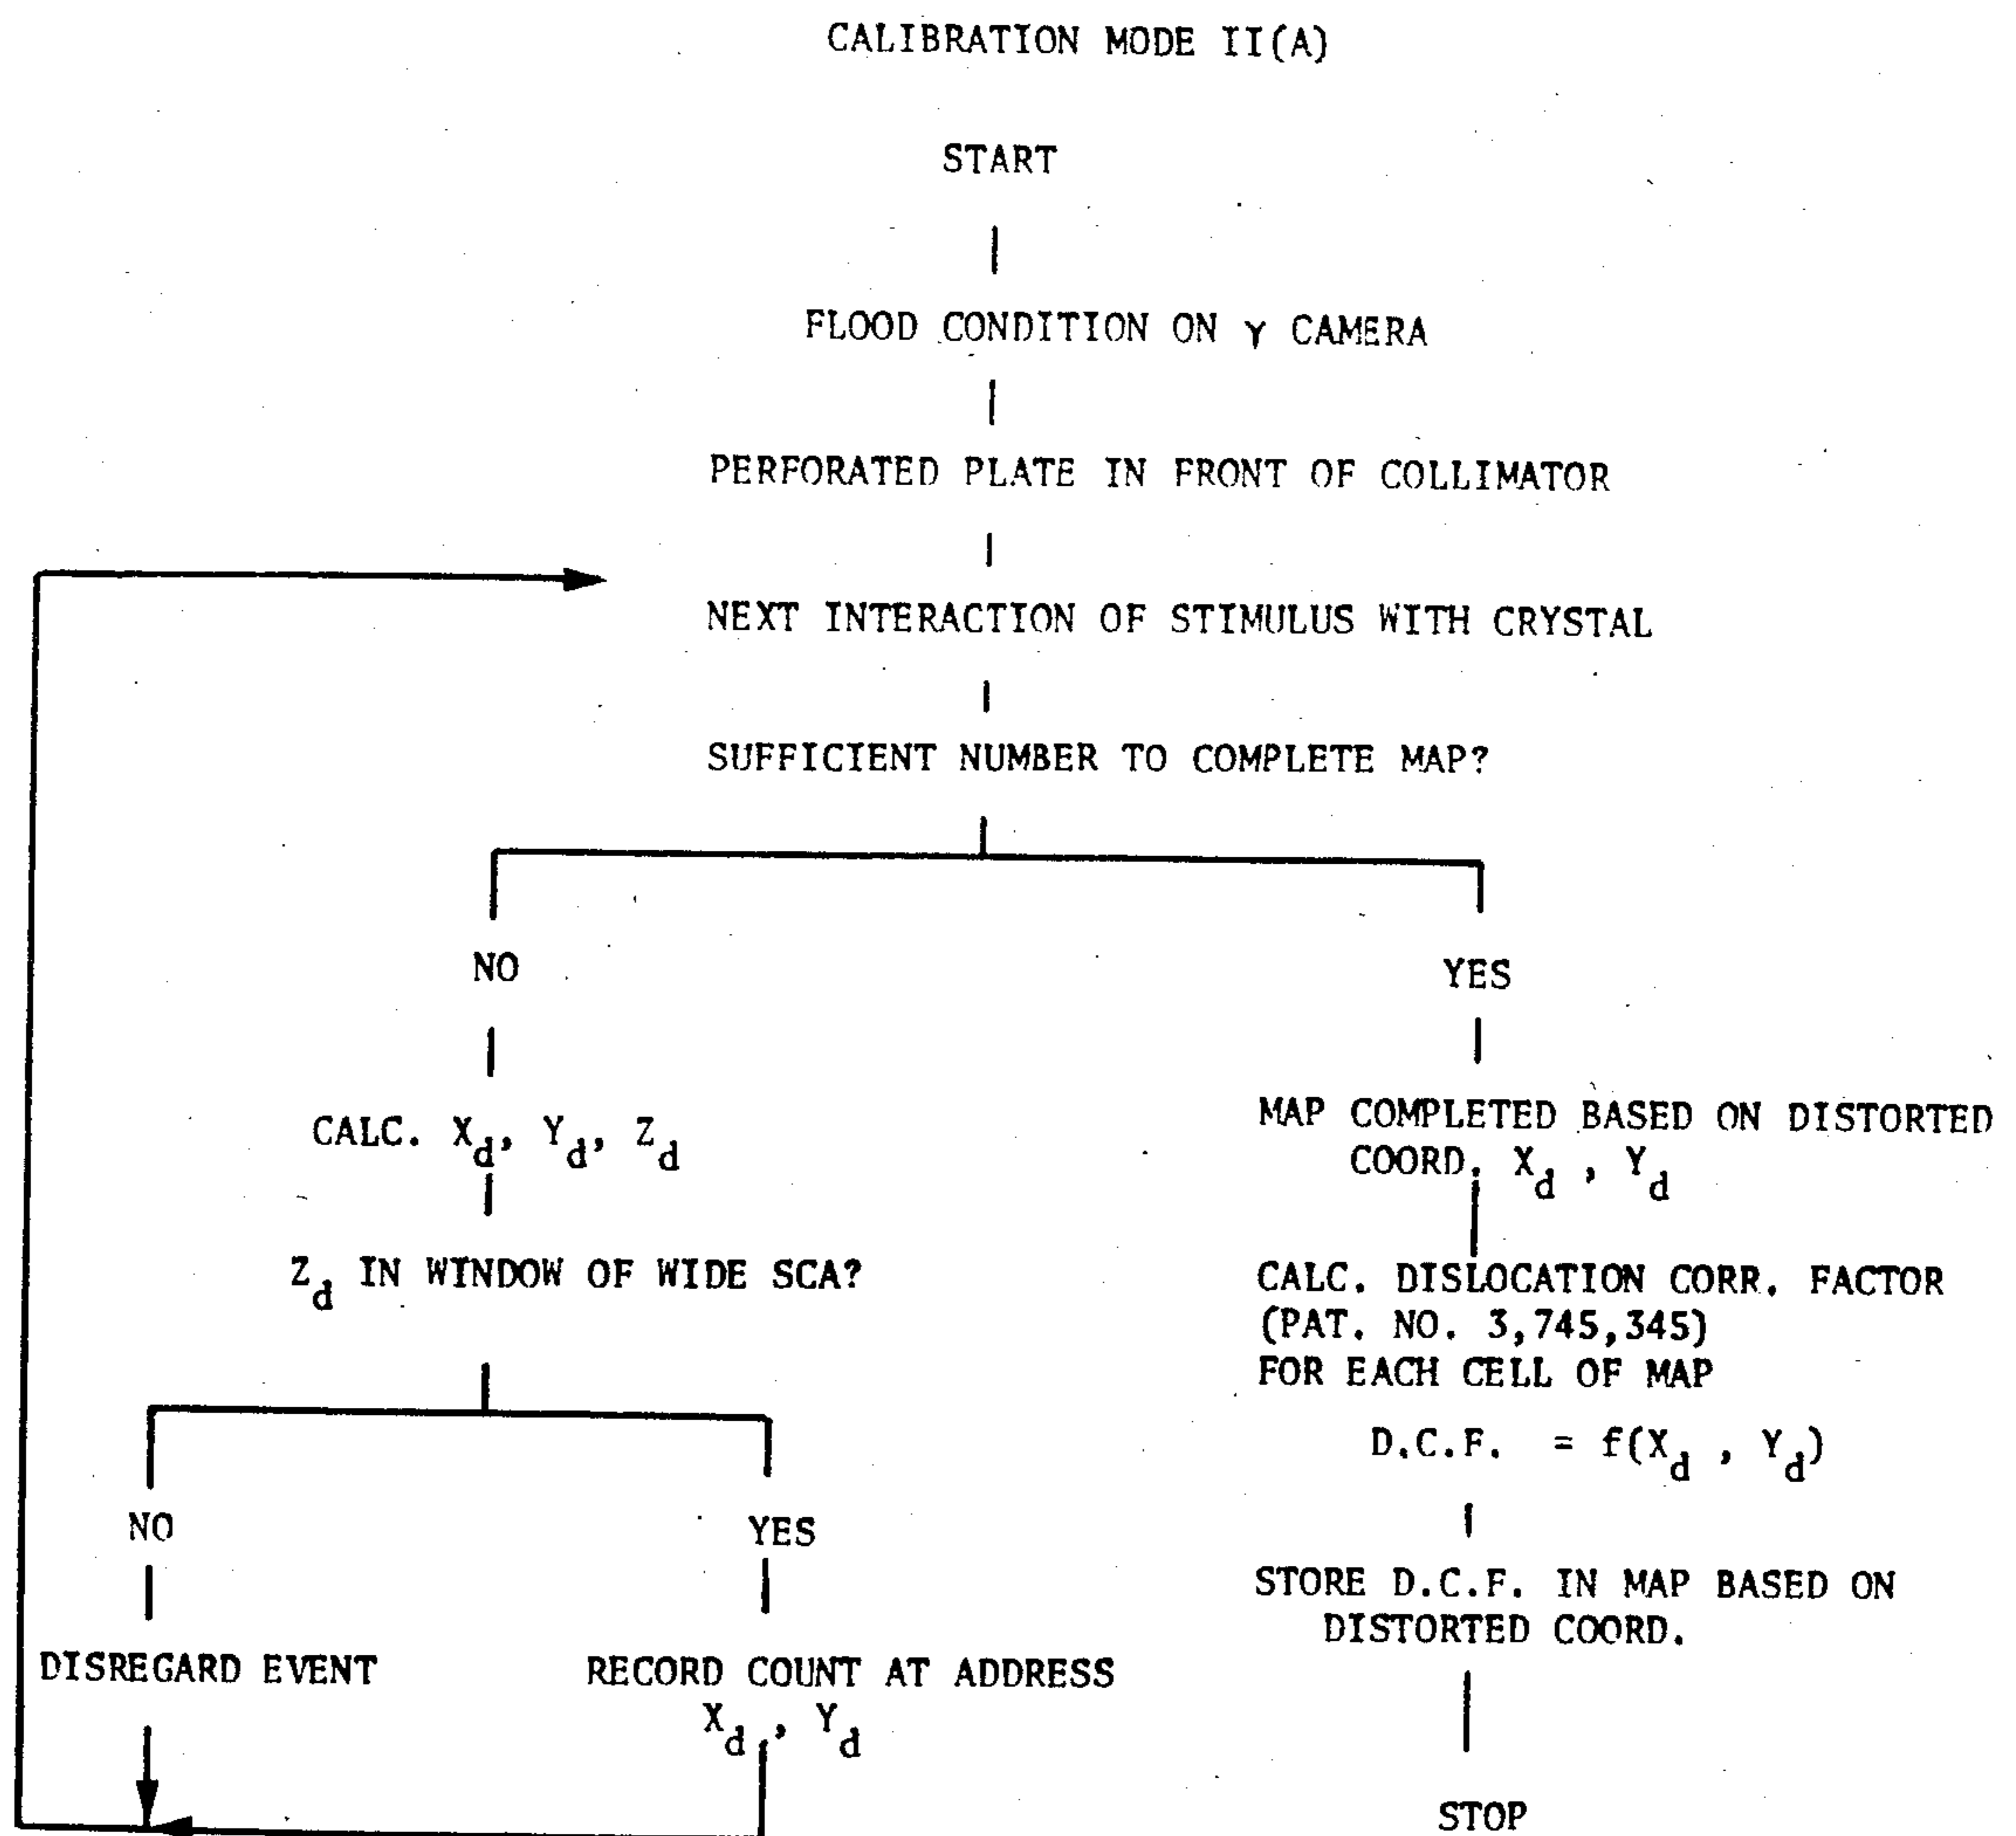 CALIBRATION MODE II(A)
START
FLOOD CONDITION ON γ CAMERA
PERFORATED PLATE IN FRONT OF COLLIMATOR
NEXT INTERACTION OF STIMULUS WITH CRYSTAL
SUFFICIENT NUMBER TO COMPLETE MAP?
NO
CALC. Xd, Yd, Zd
Zd IN WINDOW OF WIDE SCA?
NO
DISREGARD EVENT
YES
RECORD COUNT AT ADDRESS
Xd , Yd
YES
MAP COMPLETED BASED ON DISTORTED
COORD. Xd , Yd
CALC. DISLOCATION CORR. FACTOR
(PAT. NO. 3,745,345)
FOR EACH CELL OF MAP
D.C.F. = f(Xd , Yd)
STORE D.C.F. IN MAP BASED ON
DISTORTED COORD.
STOP